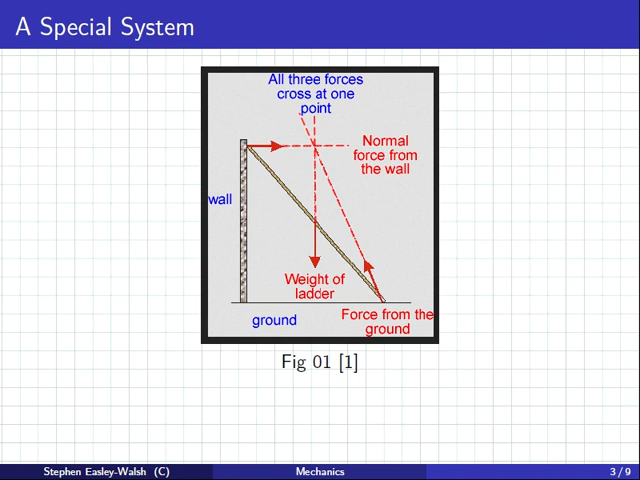 A Special System
All three forces
cross at one
point
Normal
force from
the wall
wall
Weight of
ladder
Force from the
ground
ground
Fig 01 [1]
Stephen Easley-Walsh (C)
Mechanics
3 / 9